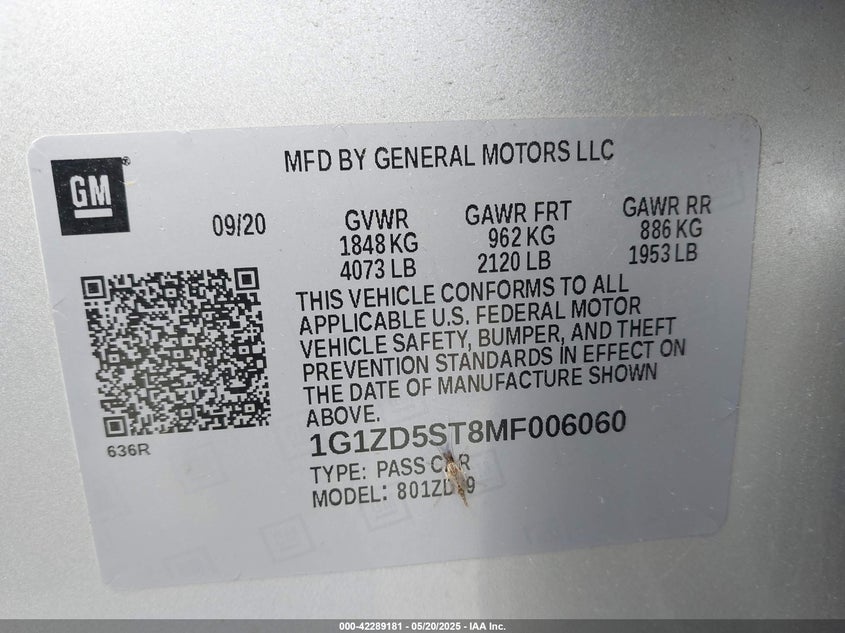 MFD BY GENERAL MOTORS LLC
GM
09/20
GVWR
1848 KG
4073 LB
GAWR FRT
962 KG
2120 LB
GAWR RR
886 KG
1953 LB
THIS VEHICLE CONFORMS TO ALL
APPLICABLE U.S. FEDERAL MOTOR
VEHICLE SAFETY, BUMPER, AND THEFT
PREVENTION STANDARDS IN EFFECT ON
THE DATE OF MANUFACTURE SHOWN
ABOVE.
636R
1G1ZD5ST8MF006060
TYPE: PASS
MODEL:
000-42289181 - 05/20/2025 - IAA Inc.